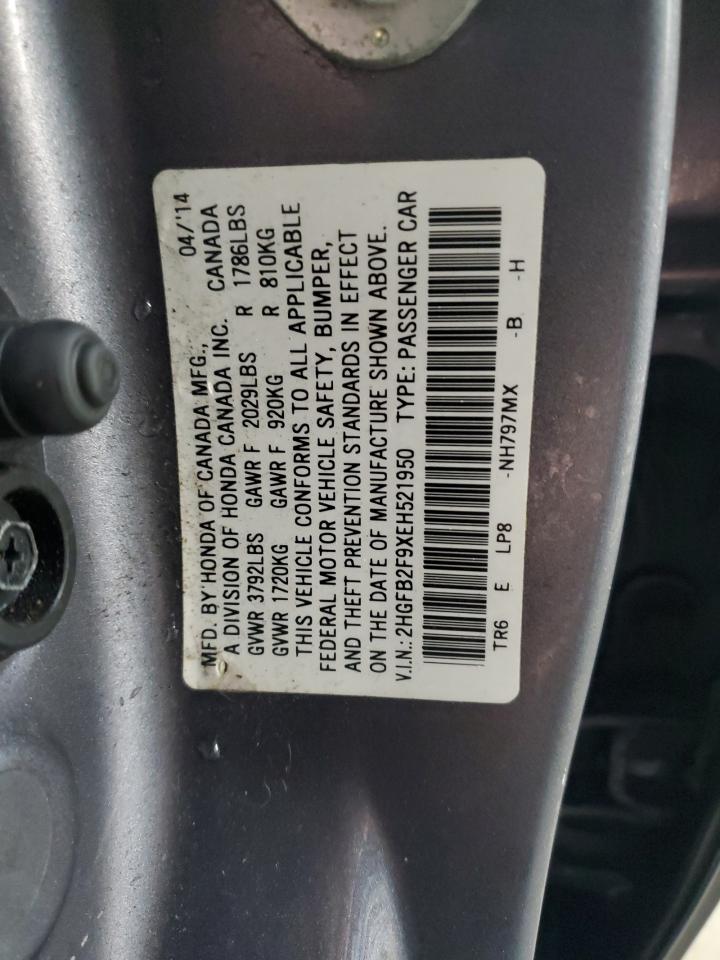 04/'14
MFD. BY HONDA OF CANADA MFG.,
A DIVISION OF HONDA CANADA INC. CANADA
GVWR 3792LBS GAWR F 2029LBS R 1786LBS
GVWR 1720KG GAWR F 920KG R 810KG
THIS VEHICLE CONFORMS TO ALL APPLICABLE
FEDERAL MOTOR VEHICLE SAFETY, BUMPER,
AND THEFT PREVENTION STANDARDS IN EFFECT
ON THE DATE OF MANUFACTURE SHOWN ABOVE.
V.I.N.: 2HGFB2F9XEH521950 TYPE: PASSENGER CAR
TR6 E LP8 -NH797MX -B -H